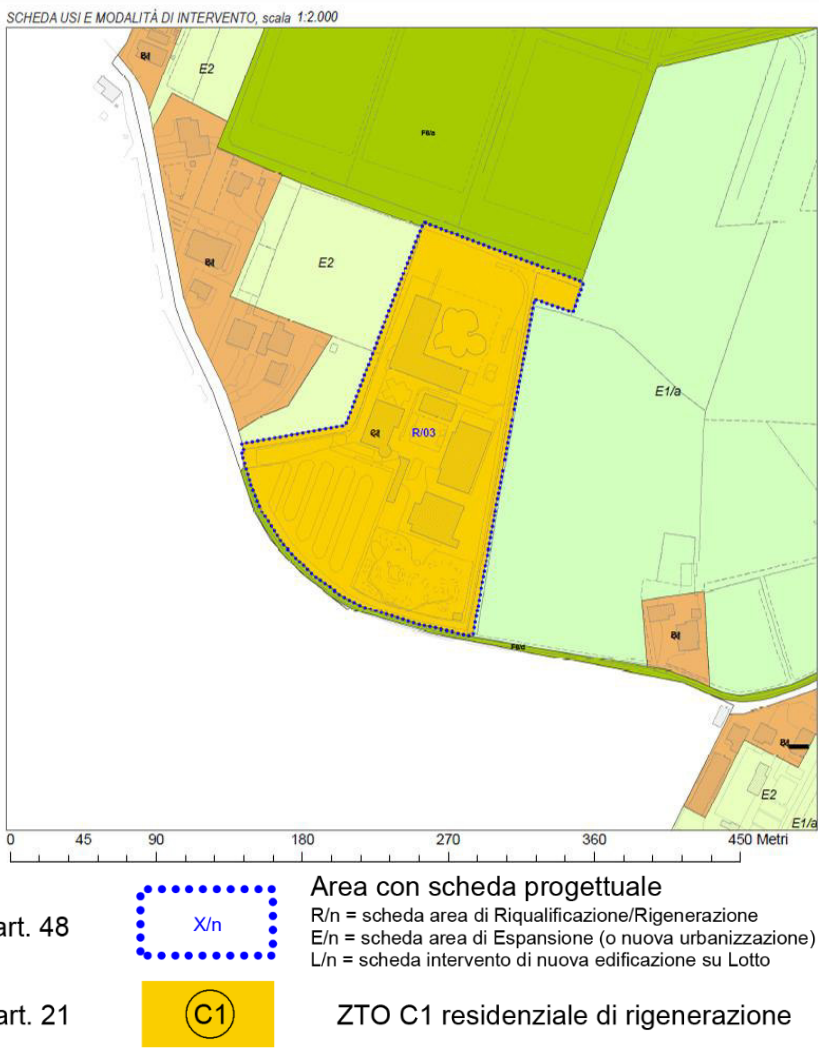 SCHEDA USI E MODALITÀ DI INTERVENTO, scala 1:2.000
E2
E2
R/03
E1/a
E2
E1/a
0 45 90 180 270 360 450 Metri
art. 48
X/n
Area con scheda progettuale
R/n = scheda area di Riqualificazione/Rigenerazione
E/n = scheda area di Espansione (o nuova urbanizzazione)
L/n = scheda intervento di nuova edificazione su Lotto
art. 21
C1
ZTO C1 residenziale di rigenerazione